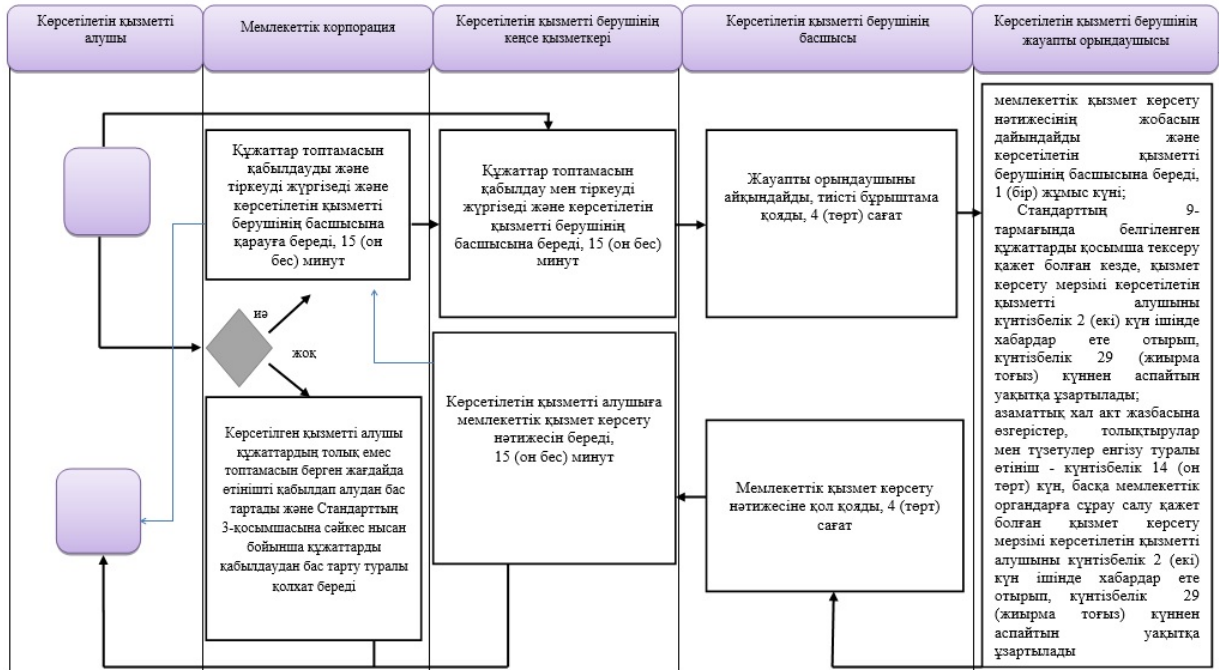 Көрсетілетін қызметті
алушы
Мемлекеттік корпорация
Көрсетілетін қызметті берушінің
кеңсе қызметкері
Көрсетілетін қызметті берушінің
басшысы
Көрсетілетін қызметті берушінің
жауапты орындаушысы
Құжаттар топтамасын
қабылдауды және
тіркеуді жүргізеді және
көрсетілетін қызметті
берушінің басшысына
қарауға береді, 15 (он
бес) минут
Құжаттар топтамасын
қабылдау мен тіркеуді
жүргізеді және көрсетілетін
қызметті берушінің
басшысына береді, 15 (он бес)
минут
Жауапты орындаушыны
айқындайды, тиісті бұрыштама
қояды, 4 (төрт) сағат
мемлекеттік қызмет көрсету
нәтижесінің жобасын
дайындайды және
көрсетілетін қызметті
берушінің басшысына береді,
1 (бір) жұмыс күні;
Стандарттың 9-
тармағында белгіленген
құжаттарды қосымша тексеру
қажет болған кезде, қызмет
көрсету мерзімі көрсетілетін
қызметті алушыны
күнтізбелік 2 (екі) күн ішінде
хабардар ете отырып,
күнтізбелік 29 (жиырма
тоғыз) күннен аспайтын
уақытқа ұзартылады;
азаматтық хал акт жазбасына
өзгерістер, толықтырулар
мен түзетулер енгізу туралы
өтініш - күнтізбелік 14 (он
төрт) күн, басқа мемлекеттік
органдарға сұрау салу қажет
болған қызмет көрсету
мерзімі көрсетілетін қызметті
алушыны күнтізбелік 2 (екі)
күн ішінде хабардар ете
отырып, күнтізбелік 29
(жиырма тоғыз) күннен
аспайтын уақытқа
ұзартылады
иә
жоқ
Көрсетілген қызметті алушы
құжаттардың толық емес
топтамасын берген жағдайда
өтінішті қабылдап алудан бас
тартады және Стандарттың
3-қосымшасына сәйкес нысан
бойынша құжаттарды
қабылдаудан бас тарту туралы
қолхат береді
Көрсетілетін қызметті алушыға
мемлекеттік қызмет көрсету
нәтижесін береді,
15 (он бес) минут
Мемлекеттік қызмет көрсету
нәтижесіне қол қояды, 4 (төрт)
сағат